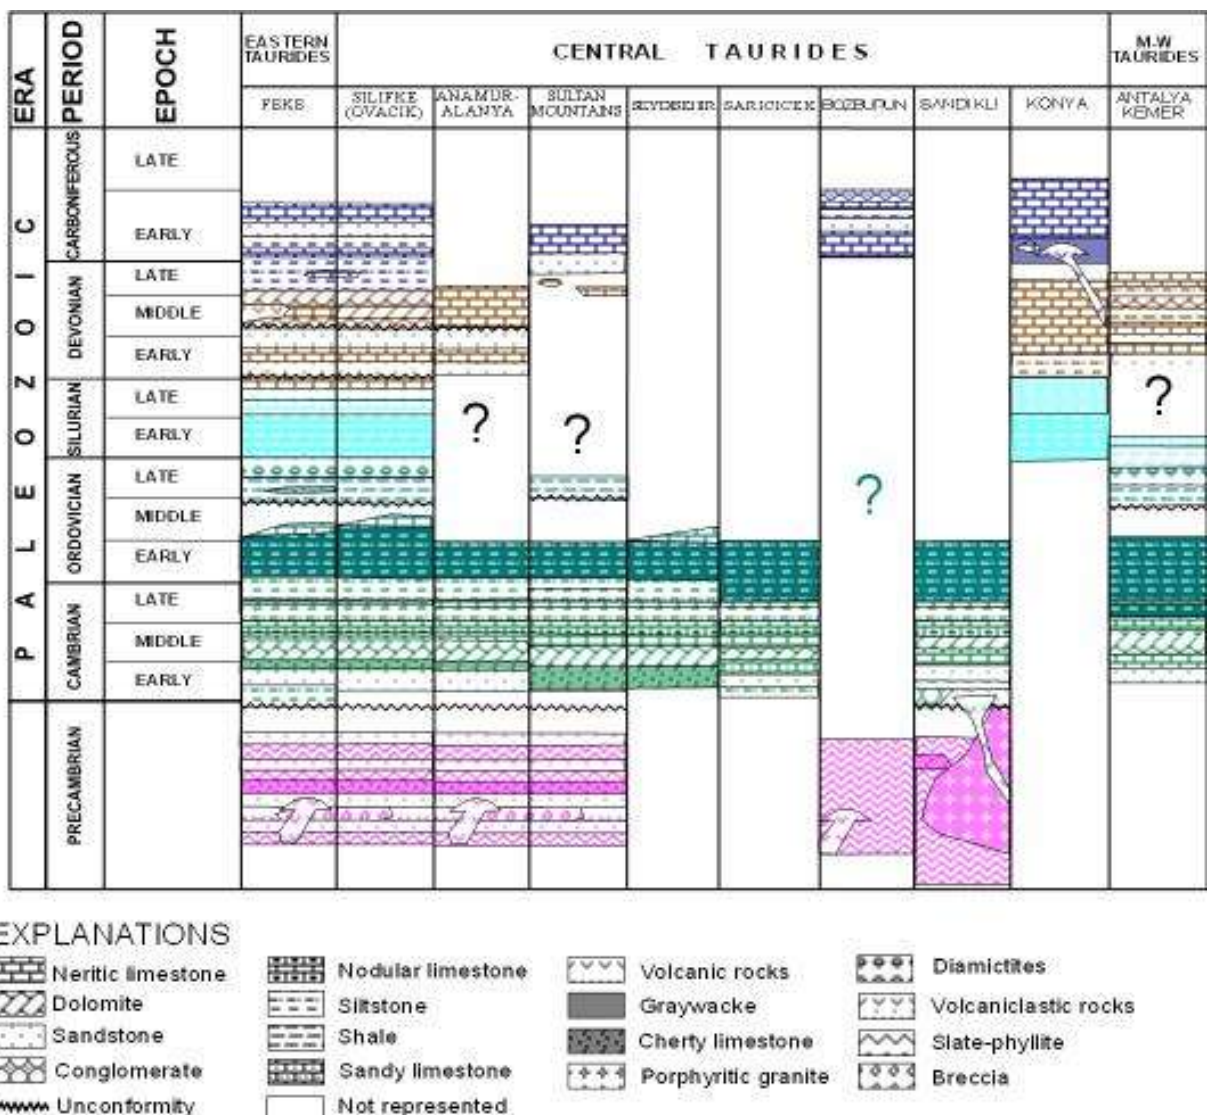 ERA
PERIOD
EPOCH
EASTERN
TAURIDES
CENTRAL TAURIDES
M-W
TAURIDES
FEKE
SILIFKE
(OVACIK)
ANAMUR-
ALANYA
SULTAN
MOUNTAINS
SEYDISEHIR
SARICICEK
BOZBURUN
SANDIKLI
KONYA
ANTALYA
KEMER
PALEOZOIC
CARBONIFEROUS
LATE
EARLY
DEVONIAN
LATE
MIDDLE
EARLY
SILURIAN
LATE
EARLY
ORDOVICIAN
LATE
MIDDLE
EARLY
CAMBRIAN
LATE
MIDDLE
EARLY
PRECAMBRIAN
?
?
?
?
EXPLANATIONS
Neritic limestone
Dolomite
Sandstone
Conglomerate
Unconformity
Nodular limestone
Siltstone
Shale
Sandy limestone
Not represented
Volcanic rocks
Graywacke
Cherty limestone
Porphyritic granite
Diamictites
Volcaniclastic rocks
Slate-phyllite
Breccia